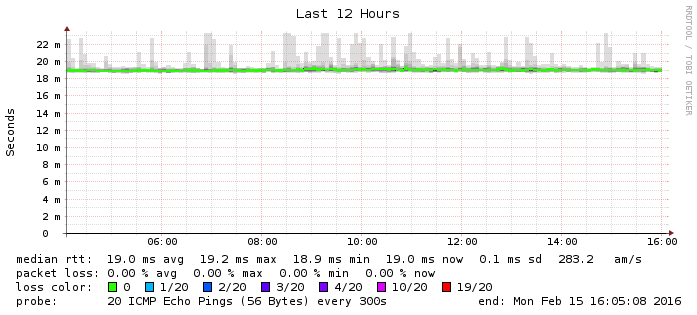 Last 12 Hours
RRDTOOL / TOBI OETIKER
Seconds
22 m
20 m
18 m
16 m
14 m
12 m
10 m
8 m
6 m
4 m
2 m
0
06:00 08:00 10:00 12:00 14:00 16:00
median rtt: 19.0 ms avg 19.2 ms max 18.9 ms min 19.0 ms now 0.1 ms sd 283.2 am/s
packet loss: 0.00 % avg 0.00 % max 0.00 % min 0.00 % now
loss color: 0 1/20 2/20 3/20 4/20 10/20 19/20
probe: 20 ICMP Echo Pings (56 Bytes) every 300s end: Mon Feb 15 16:05:08 2016